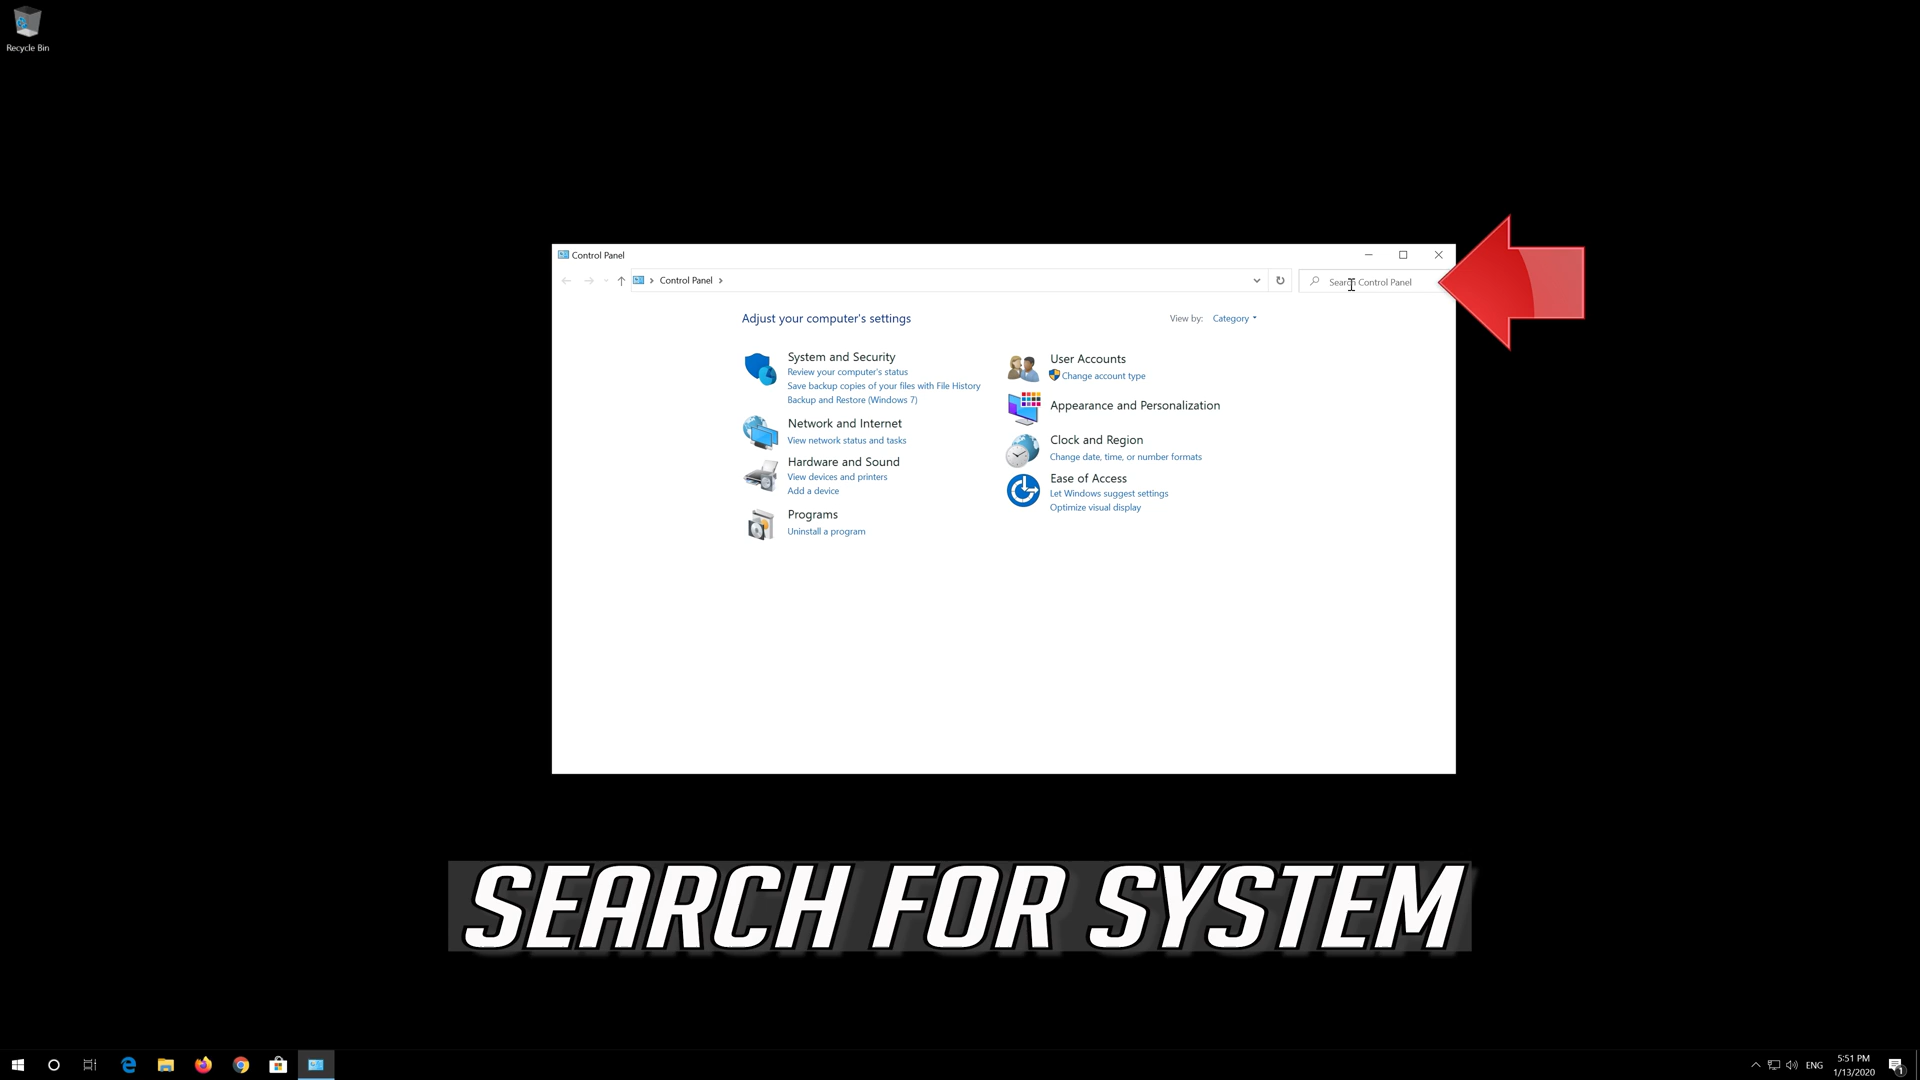 Recycle Bin
Control Panel
Control Panel
Search Control Panel
Adjust your computer's settings
View by: Category
System and Security
Review your computer's status
Save backup copies of your files with File History
Backup and Restore (Windows 7)
Network and Internet
View network status and tasks
Hardware and Sound
View devices and printers
Add a device
Programs
Uninstall a program
User Accounts
Change account type
Appearance and Personalization
Clock and Region
Change date, time, or number formats
Ease of Access
Let Windows suggest settings
Optimize visual display
SEARCH FOR SYSTEM
ENG
5:51 PM
1/13/2020
1